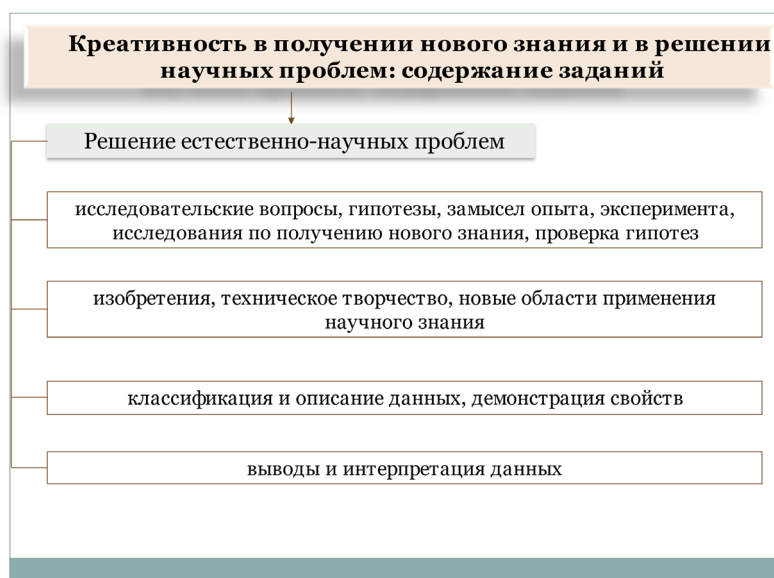 Креативность в получении нового знания и в решении
научных проблем: содержание заданий
Решение естественно-научных проблем
исследовательские вопросы, гипотезы, замысел опыта, эксперимента,
исследования по получению нового знания, проверка гипотез
изобретения, техническое творчество, новые области применения
научного знания
классификация и описание данных, демонстрация свойств
выводы и интерпретация данных